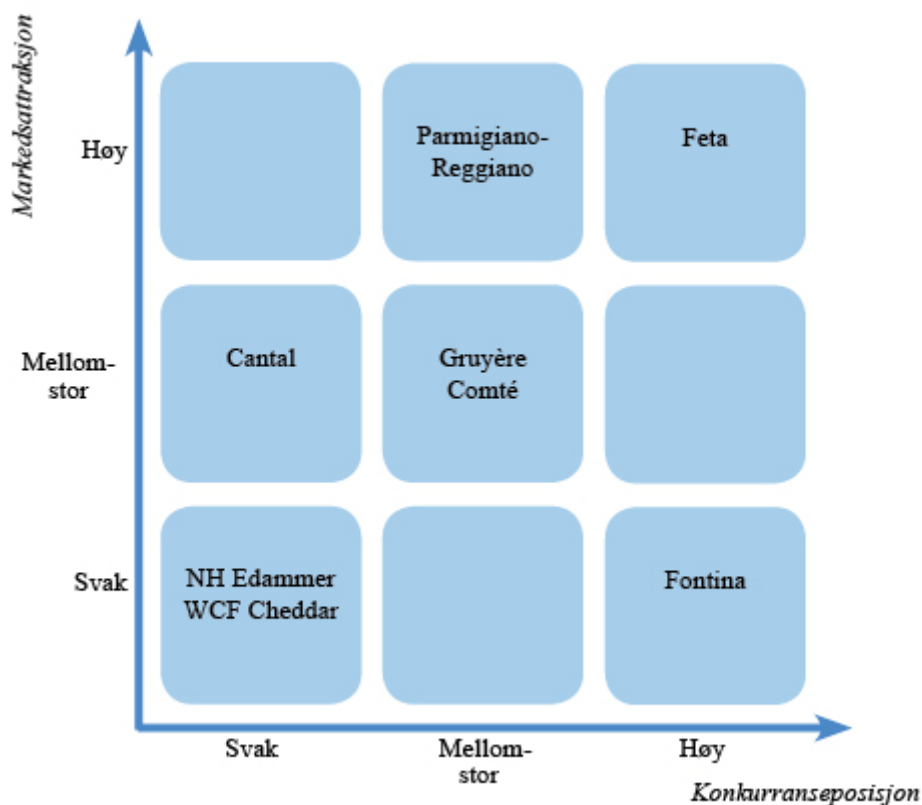 Markedsattraksjon
Høy
Parmigiano-
Reggiano
Feta
Mellom-
stor
Cantal
Gruyère
Comté
Svak
NH Edammer
WCF Cheddar
Fontina
Svak
Mellom-
stor
Høy
Konkurranseposisjon